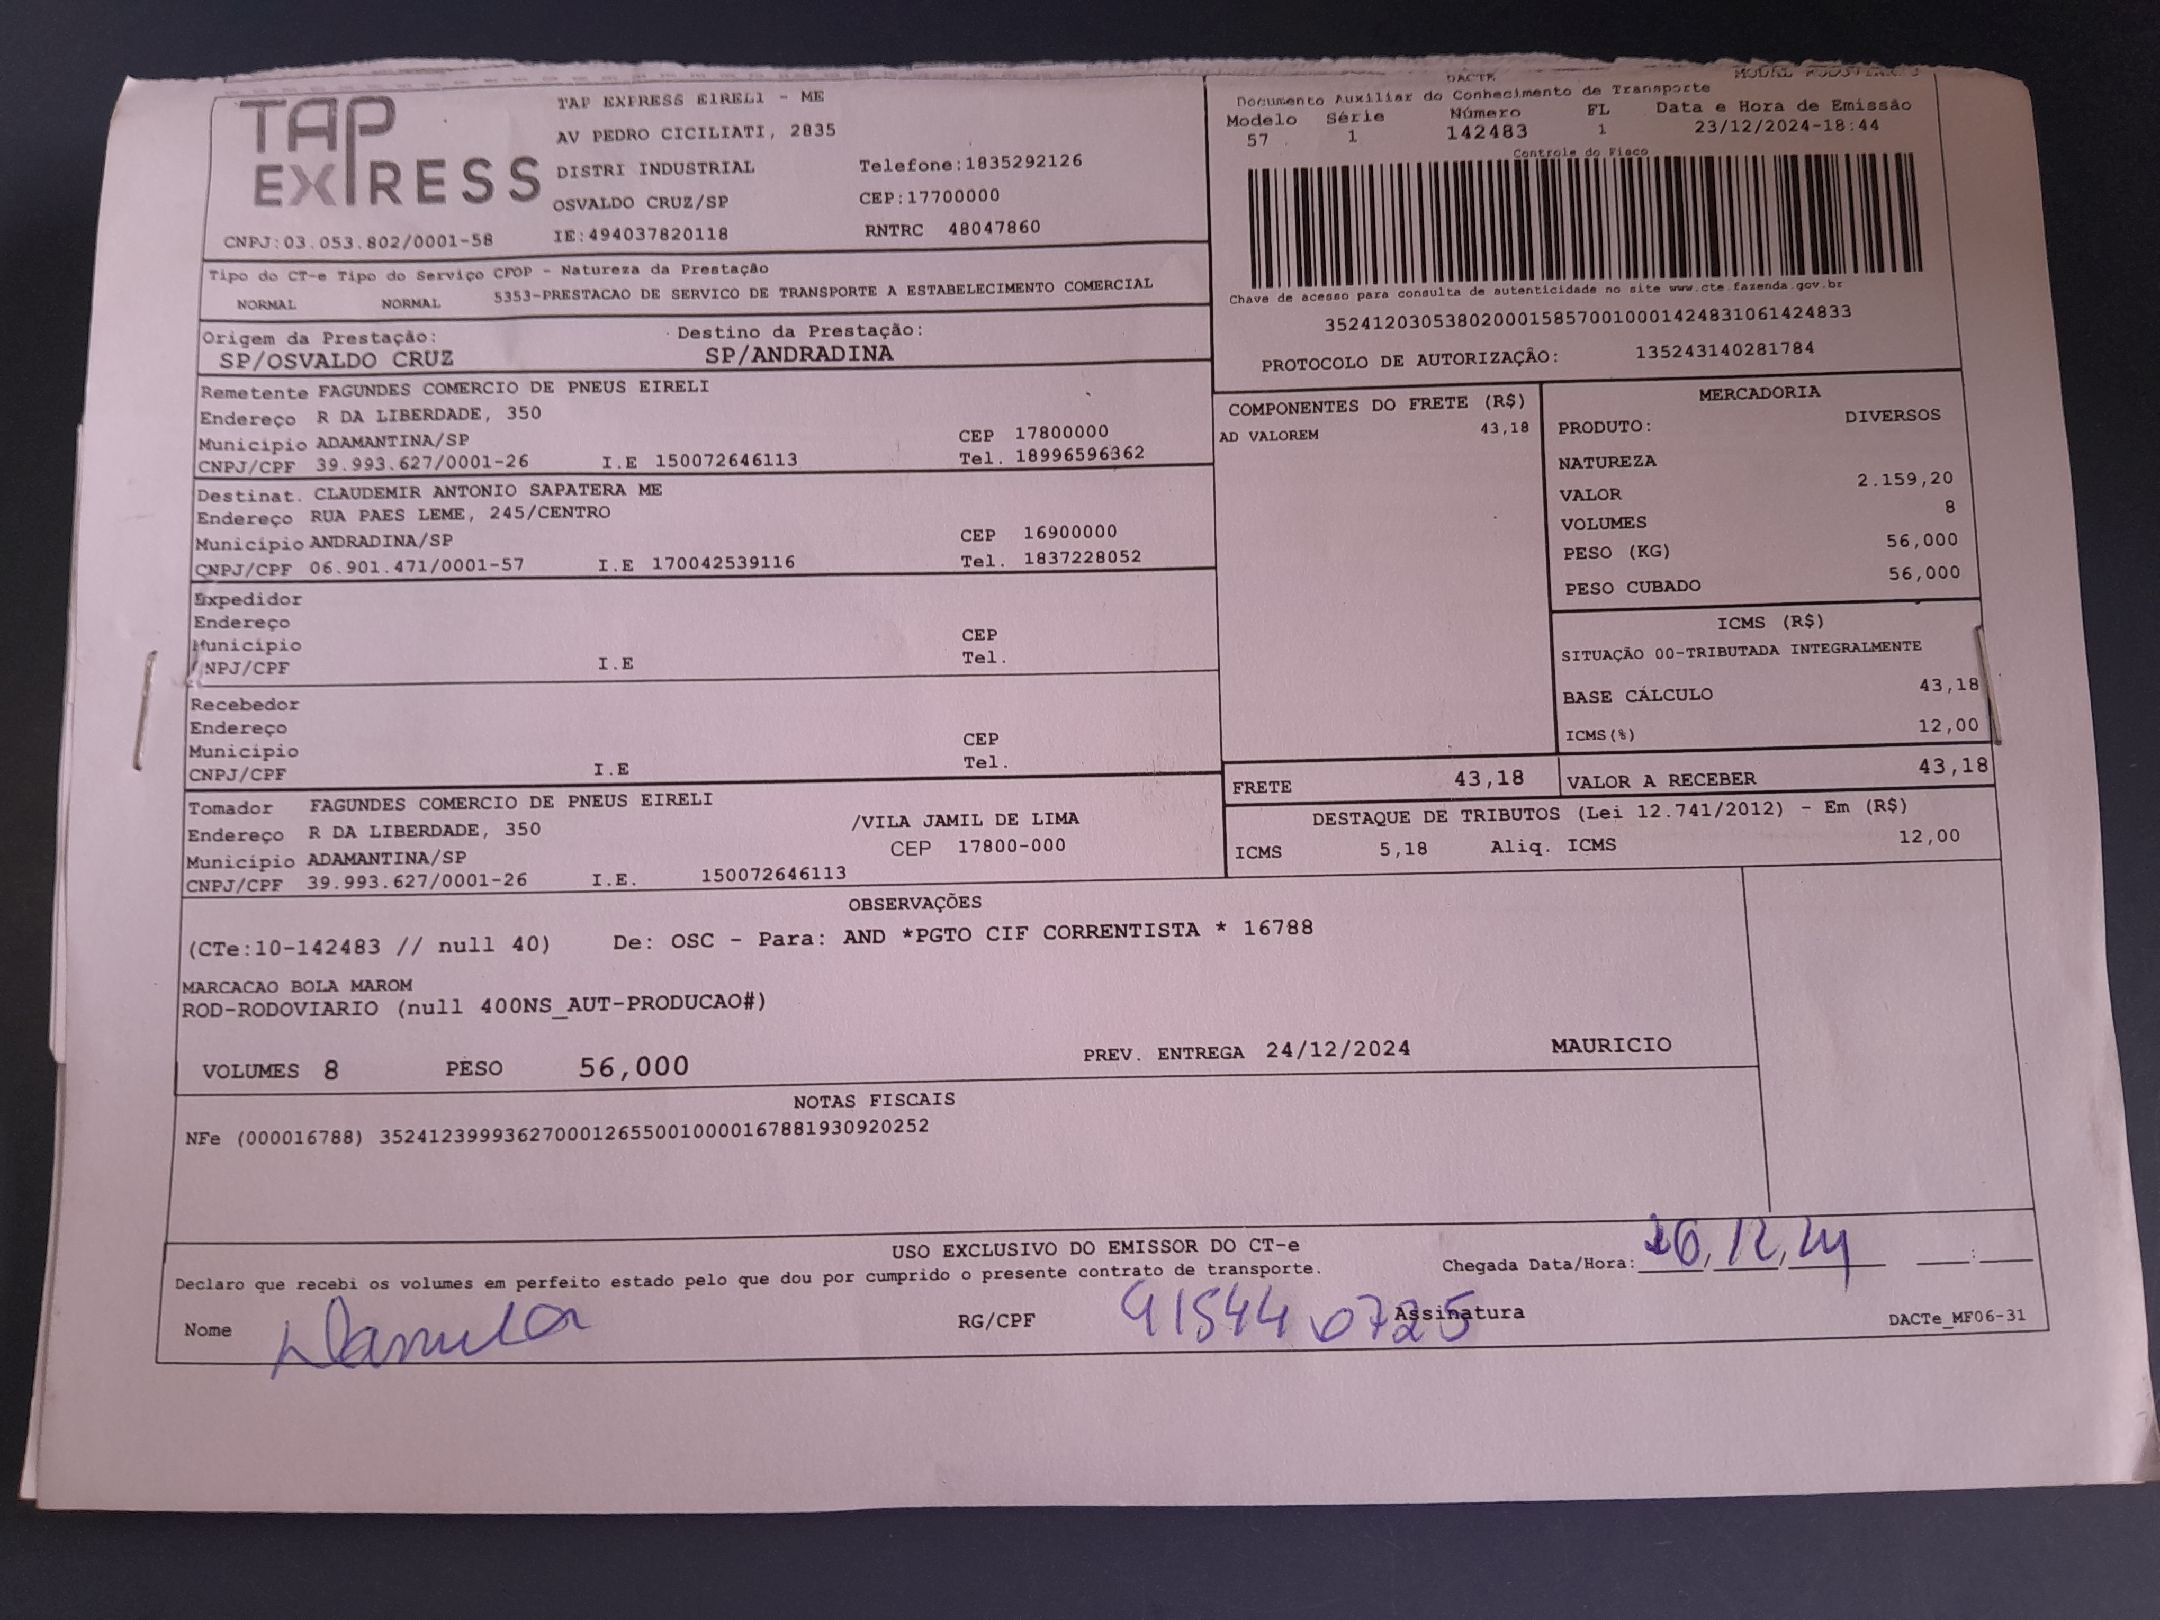 TAP
EXPRESS
CNPJ:03.053.802/0001-58
TAP EXPRESS EIRELI - ME
AV PEDRO CICILIATI, 2835
DISTRI INDUSTRIAL Telefone:1835292126
OSVALDO CRUZ/SP CEP:17700000
IE:494037820118 RNTRC 48047860
DACTE
Documento Auxiliar do Conhecimento de Transporte
Modelo Série Número FL Data e Hora de Emissão
57 1 142483 1 23/12/2024-18:44
Controle do Fisco
Chave de acesso para consulta de autenticidade no site www.cte.fazenda.gov.br
35241203053802000158570010001424831061424833
PROTOCOLO DE AUTORIZAÇÃO: 135243140281784
Tipo do CT-e Tipo do Serviço CFOP - Natureza da Prestação
NORMAL NORMAL 5353-PRESTACAO DE SERVICO DE TRANSPORTE A ESTABELECIMENTO COMERCIAL
Origem da Prestação: Destino da Prestação:
SP/OSVALDO CRUZ SP/ANDRADINA
Remetente FAGUNDES COMERCIO DE PNEUS EIRELI
Endereço R DA LIBERDADE, 350
Município ADAMANTINA/SP CEP 17800000
CNPJ/CPF 39.993.627/0001-26 I.E 150072646113 Tel. 18996596362
Destinat. CLAUDEMIR ANTONIO SAPATERA ME
Endereço RUA PAES LEME, 245/CENTRO
Município ANDRADINA/SP CEP 16900000
CNPJ/CPF 06.901.471/0001-57 I.E 170042539116 Tel. 1837228052
Expedidor
Endereço
Município CEP
CNPJ/CPF I.E Tel.
Recebedor
Endereço
Município CEP
CNPJ/CPF I.E Tel.
Tomador FAGUNDES COMERCIO DE PNEUS EIRELI
Endereço R DA LIBERDADE, 350 /VILA JAMIL DE LIMA
Município ADAMANTINA/SP CEP 17800-000
CNPJ/CPF 39.993.627/0001-26 I.E. 150072646113
COMPONENTES DO FRETE (R$)
AD VALOREM 43,18
MERCADORIA
PRODUTO: DIVERSOS
NATUREZA
VALOR 2.159,20
VOLUMES 8
PESO (KG) 56,000
PESO CUBADO 56,000
ICMS (R$)
SITUAÇÃO 00-TRIBUTADA INTEGRALMENTE
BASE CÁLCULO 43,18
ICMS(%) 12,00
FRETE 43,18 VALOR A RECEBER 43,18
DESTAQUE DE TRIBUTOS (Lei 12.741/2012) - Em (R$)
ICMS 5,18 Aliq. ICMS 12,00
OBSERVAÇÕES
(CTe:10-142483 // null 40) De: OSC - Para: AND *PGTO CIF CORRENTISTA * 16788
MARCACAO BOLA MAROM
ROD-RODOVIARIO (null 400NS_AUT-PRODUCAO#)
VOLUMES 8 PESO 56,000 PREV. ENTREGA 24/12/2024 MAURICIO
NOTAS FISCAIS
NFe (000016788) 35241239993627000126550010000167881930920252
USO EXCLUSIVO DO EMISSOR DO CT-e
Declaro que recebi os volumes em perfeito estado pelo que dou por cumprido o presente contrato de transporte.
Chegada Data/Hora: 26,12,24 :
Nome RG/CPF 415440725 Assinatura
DACTe_MF06-31